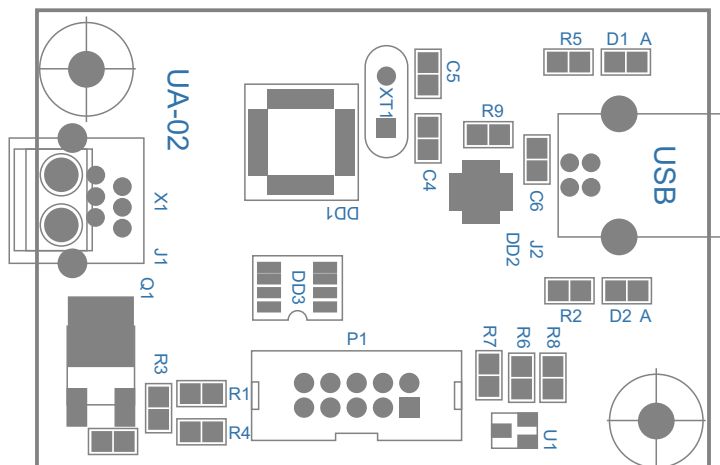 R5
D1 A
C5
UA-02
XT1
R9
USB
C4
C6
X1
DD1
J1
J2
DD2
Q1
DD3
R2
D2 A
P1
R7
R6
R8
R3
R1
R4
U1